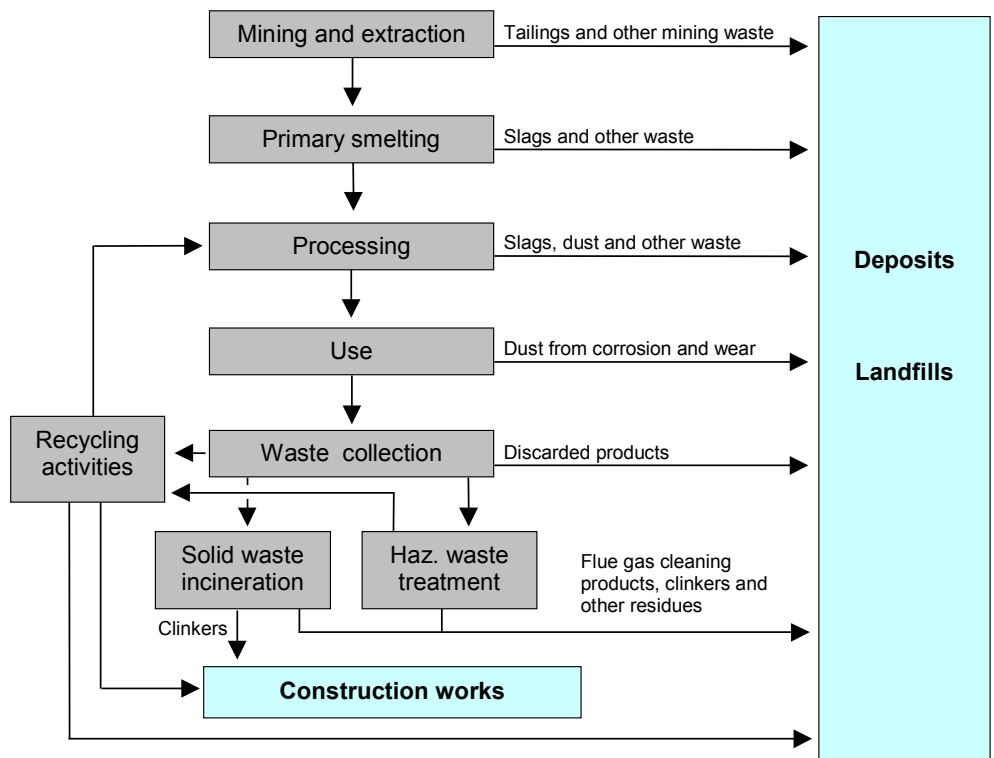 Mining and extraction
Tailings and other mining waste
Primary smelting
Slags and other waste
Processing
Slags, dust and other waste
Deposits
Use
Dust from corrosion and wear
Landfills
Recycling
activities
Waste collection
Discarded products
Solid waste
incineration
Haz. waste
treatment
Flue gas cleaning
products, clinkers and
other residues
Clinkers
Construction works